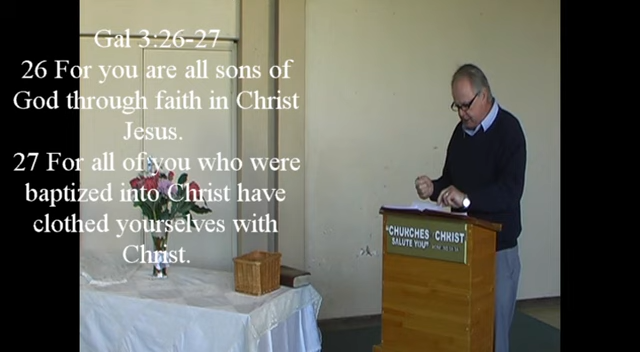 Gal 3:26-27
26 For you are all sons of
God through faith in Christ
Jesus.
27 For all of you who were
baptized into Christ have
clothed yourselves with
Christ.
"CHURCHES CHRIST
SALUTE YOU"